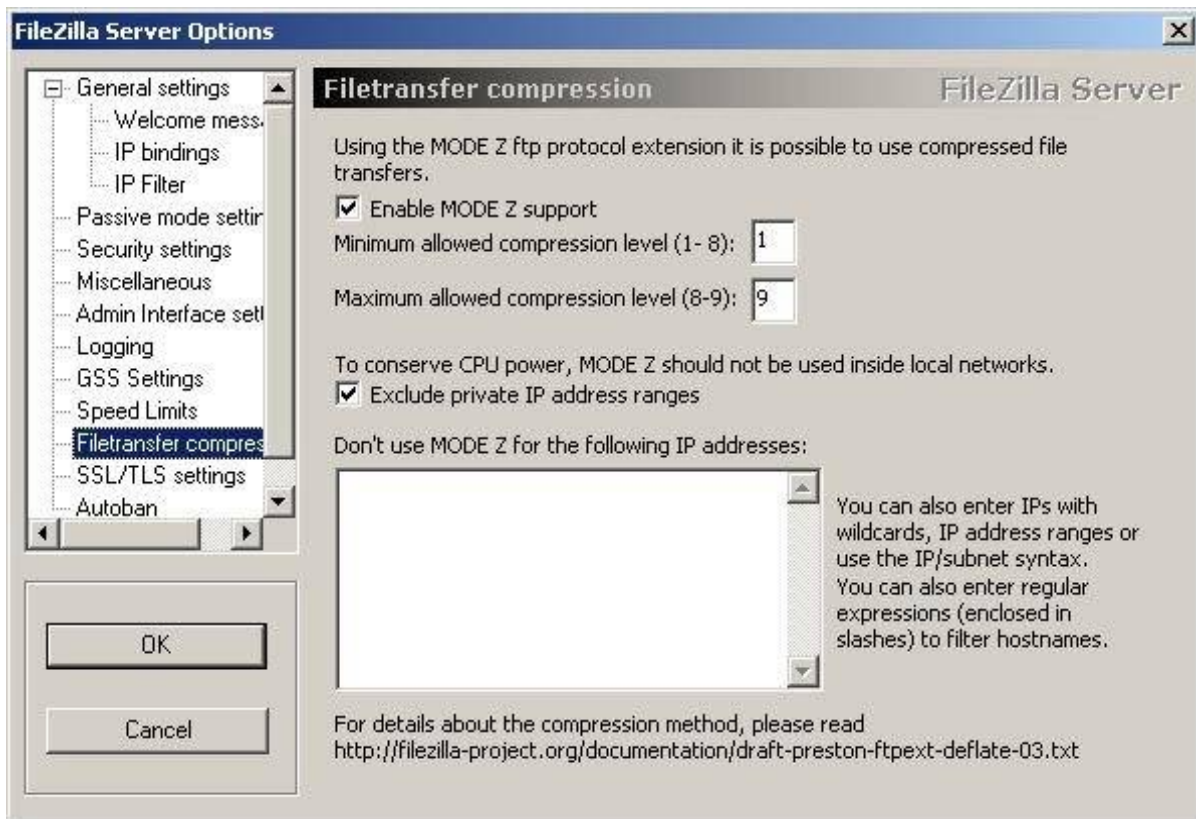 FileZilla Server Options
General settings
Welcome mess
IP bindings
IP Filter
Passive mode settin
Security settings
Miscellaneous
Admin Interface sett
Logging
GSS Settings
Speed Limits
Filetransfer compres
SSL/TLS settings
Autoban
OK
Cancel
Filetransfer compression
FileZilla Server
Using the MODE Z ftp protocol extension it is possible to use compressed file
transfers.
Enable MODE Z support
Minimum allowed compression level (1- 8): 1
Maximum allowed compression level (8-9): 9
To conserve CPU power, MODE Z should not be used inside local networks.
Exclude private IP address ranges
Don't use MODE Z for the following IP addresses:
You can also enter IPs with
wildcards, IP address ranges or
use the IP/subnet syntax.
You can also enter regular
expressions (enclosed in
slashes) to filter hostnames.
For details about the compression method, please read
http://filezilla-project.org/documentation/draft-preston-ftpext-deflate-03.txt